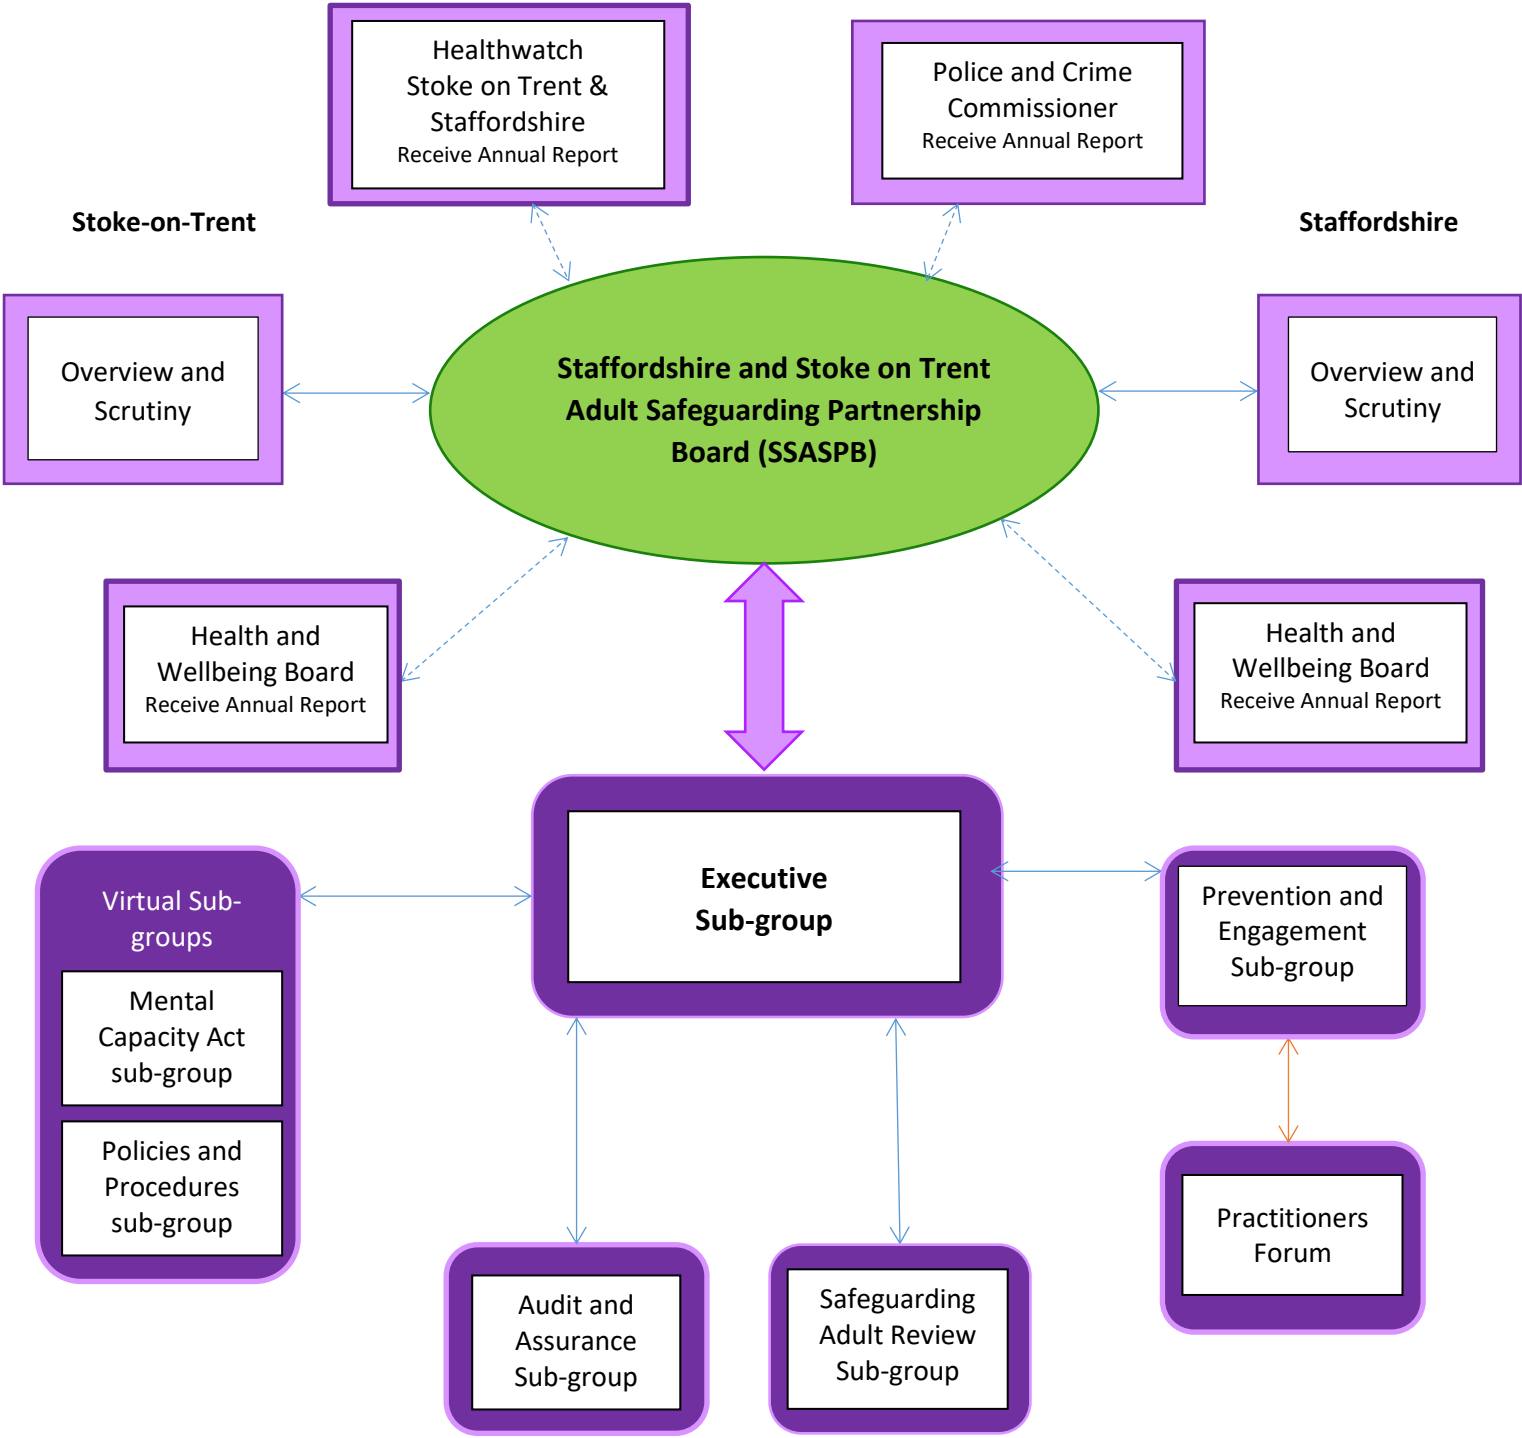 Healthwatch
Stoke on Trent &
Staffordshire
Receive Annual Report
Police and Crime
Commissioner
Receive Annual Report
Stoke-on-Trent
Staffordshire
Overview and
Scrutiny
Staffordshire and Stoke on Trent
Adult Safeguarding Partnership
Board (SSASPB)
Overview and
Scrutiny
Health and
Wellbeing Board
Receive Annual Report
Health and
Wellbeing Board
Receive Annual Report
Virtual Sub-
groups
Mental
Capacity Act
sub-group
Policies and
Procedures
sub-group
Executive
Sub-group
Prevention and
Engagement
Sub-group
Practitioners
Forum
Audit and
Assurance
Sub-group
Safeguarding
Adult Review
Sub-group